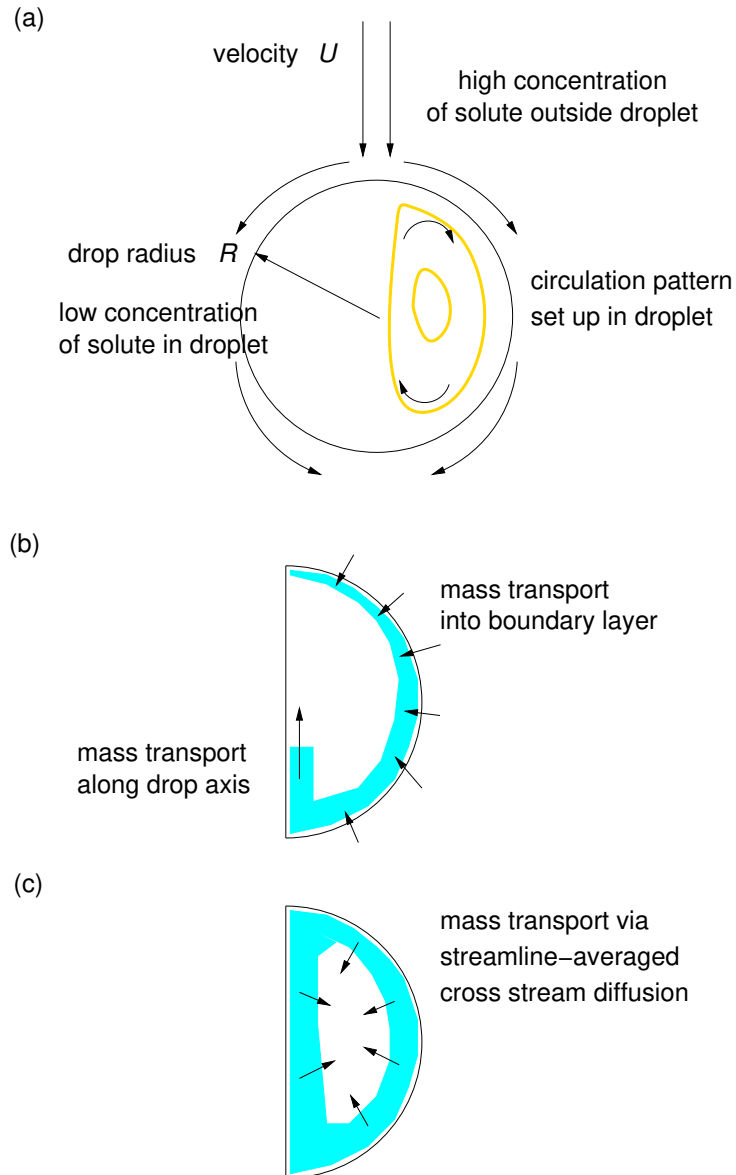 (a)
velocity U
high concentration
of solute outside droplet
drop radius R
low concentration
of solute in droplet
circulation pattern
set up in droplet
(b)
mass transport
into boundary layer
mass transport
along drop axis
(c)
mass transport via
streamline−averaged
cross stream diffusion